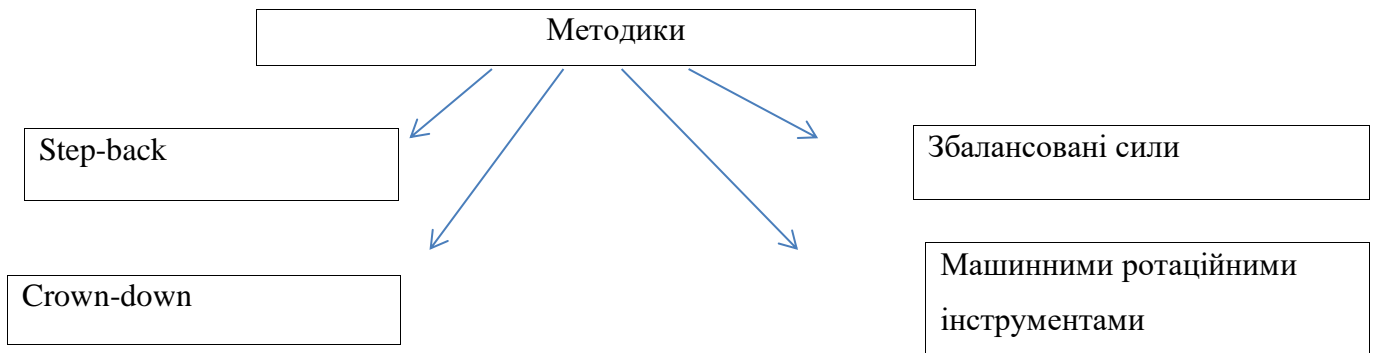 Методики
Step-back
Збалансовані сили
Crown-down
Машинними ротаційними
інструментами